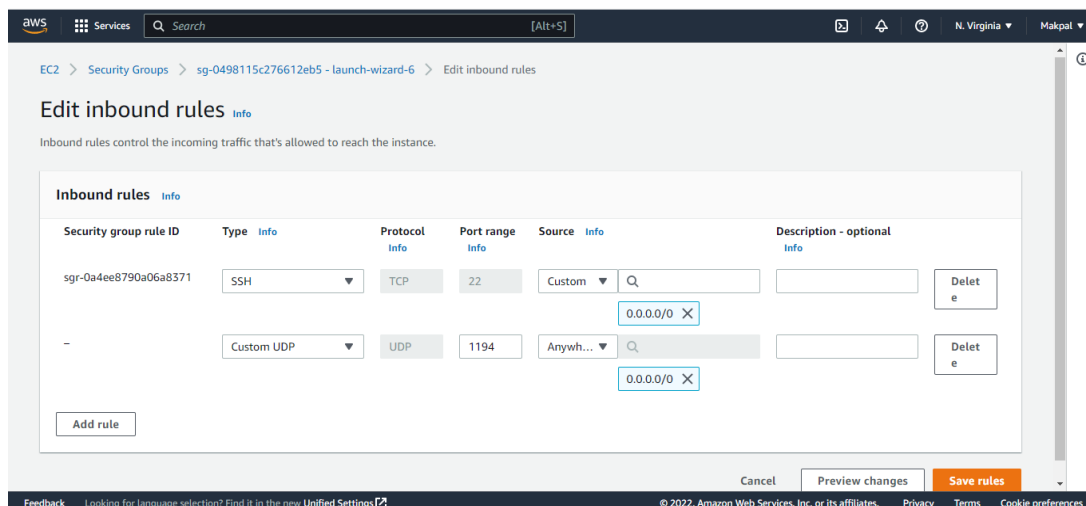 aws Services Search [Alt+S] N. Virginia Makpal
EC2 > Security Groups > sg-0498115c276612eb5 - launch-wizard-6 > Edit inbound rules
Edit inbound rules Info
Inbound rules control the incoming traffic that's allowed to reach the instance.
Inbound rules Info
Security group rule ID Type Info Protocol Info Port range Info Source Info Description - optional Info
sgr-0a4ee8790a06a8371 SSH TCP 22 Custom Delete
0.0.0.0/0
– Custom UDP UDP 1194 Anywh... Delete
0.0.0.0/0
Add rule
Cancel Preview changes Save rules
Feedback Looking for language selection? Find it in the new Unified Settings © 2022, Amazon Web Services, Inc. or its affiliates. Privacy Terms Cookie preferences